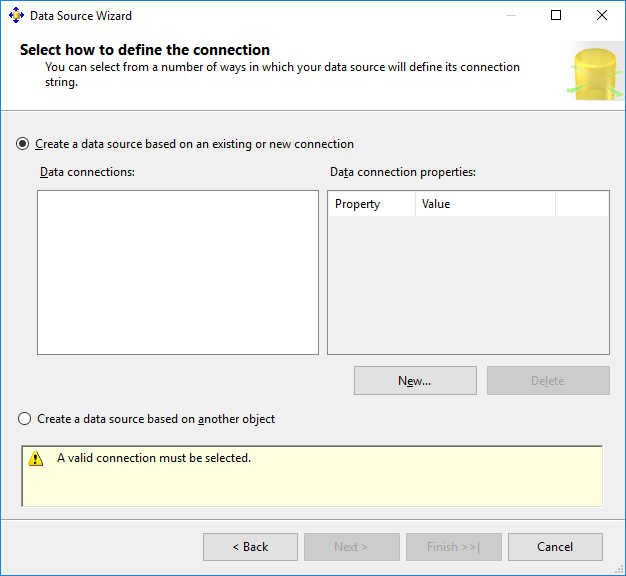 Data Source Wizard
Select how to define the connection
You can select from a number of ways in which your data source will define its connection
string.
Create a data source based on an existing or new connection
Data connections:
Data connection properties:
Property Value
New...
Delete
Create a data source based on another object
A valid connection must be selected.
< Back
Next >
Finish >>|
Cancel